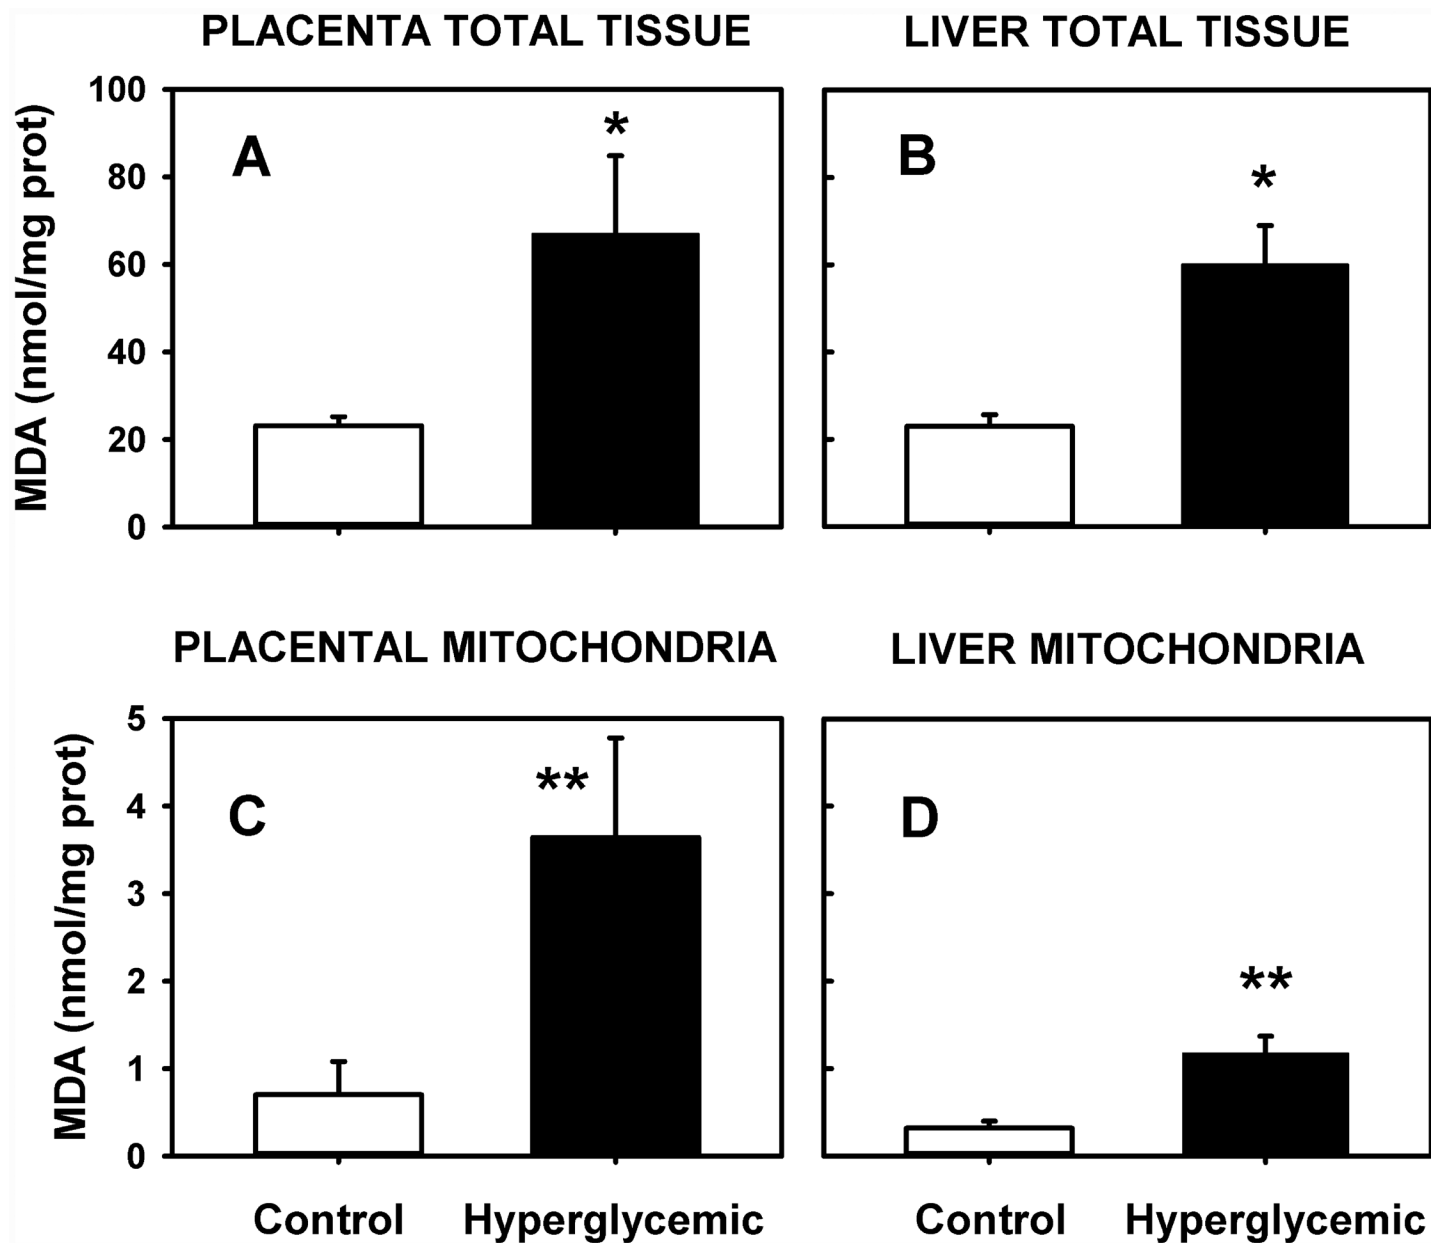 PLACENTA TOTAL TISSUE
LIVER TOTAL TISSUE
MDA (nmol/mg prot)
100
80
60
40
20
0
A
*
B
*
PLACENTAL MITOCHONDRIA
LIVER MITOCHONDRIA
MDA (nmol/mg prot)
5
4
3
2
1
0
C
**
D
**
Control
Hyperglycemic
Control
Hyperglycemic